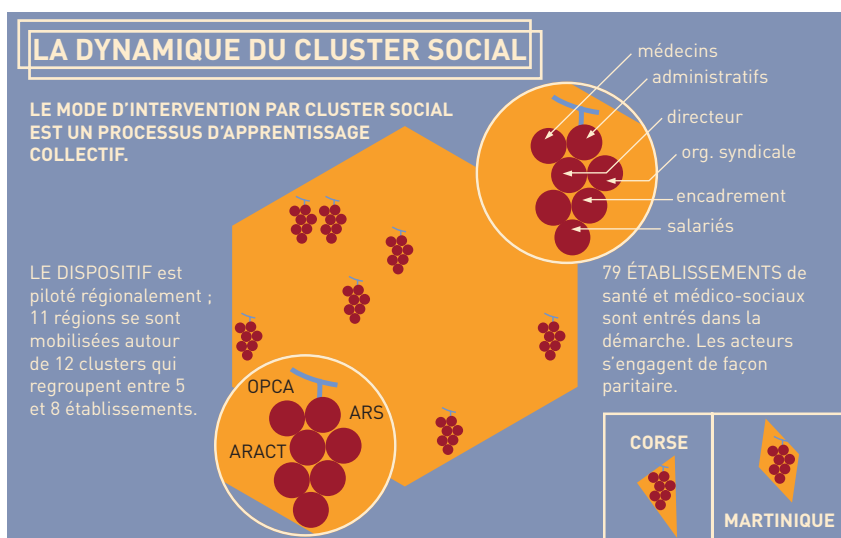 LA DYNAMIQUE DU CLUSTER SOCIAL
LE MODE D'INTERVENTION PAR CLUSTER SOCIAL
EST UN PROCESSUS D'APPRENTISSAGE
COLLECTIF.
médecins
administratifs
directeur
org. syndicale
encadrement
salariés
LE DISPOSITIF est
piloté régionalement ;
11 régions se sont
mobilisées autour
de 12 clusters qui
regroupent entre 5
et 8 établissements.
79 ÉTABLISSEMENTS de
santé et médico-sociaux
sont entrés dans la
démarche. Les acteurs
s'engagent de façon
paritaire.
OPCA
ARS
ARACT
CORSE
MARTINIQUE